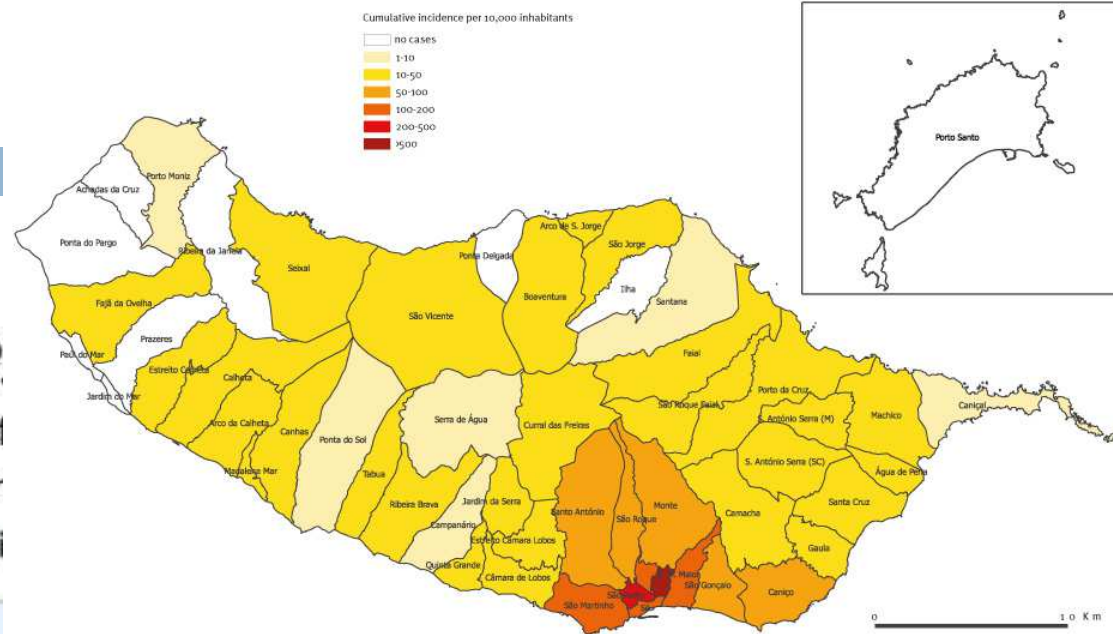 Cumulative incidence per 10,000 inhabitants
no cases
1-10
10-50
50-100
100-200
200-500
>500
Porto Santo
Porto Moniz
Achadas da Cruz
Ponta do Pargo
Ribeira da Janela
Seixal
Fajã da Ovelha
Prazeres
Paul do Mar
Jardim do Mar
Estreito Calheta
Calheta
Arco da Calheta
Madalena Mar
Canhas
Ponta do Sol
Tabua
São Vicente
Ponta Delgada
Boaventura
Arco de S. Jorge
São Jorge
Ilha
Santana
Faial
São Roque Faial
Porto da Cruz
S. António Serra (M)
Machico
Caniçal
S. António Serra (SC)
Água de Pena
Santa Cruz
Camacha
Gaula
Caniço
Serra de Água
Curral das Freiras
Ribeira Brava
Campanário
Jardim da Serra
Estreito Câmara Lobos
Quinta Grande
Câmara de Lobos
Santo António
São Roque
Monte
São Martinho
São Gonçalo
0 10 Km